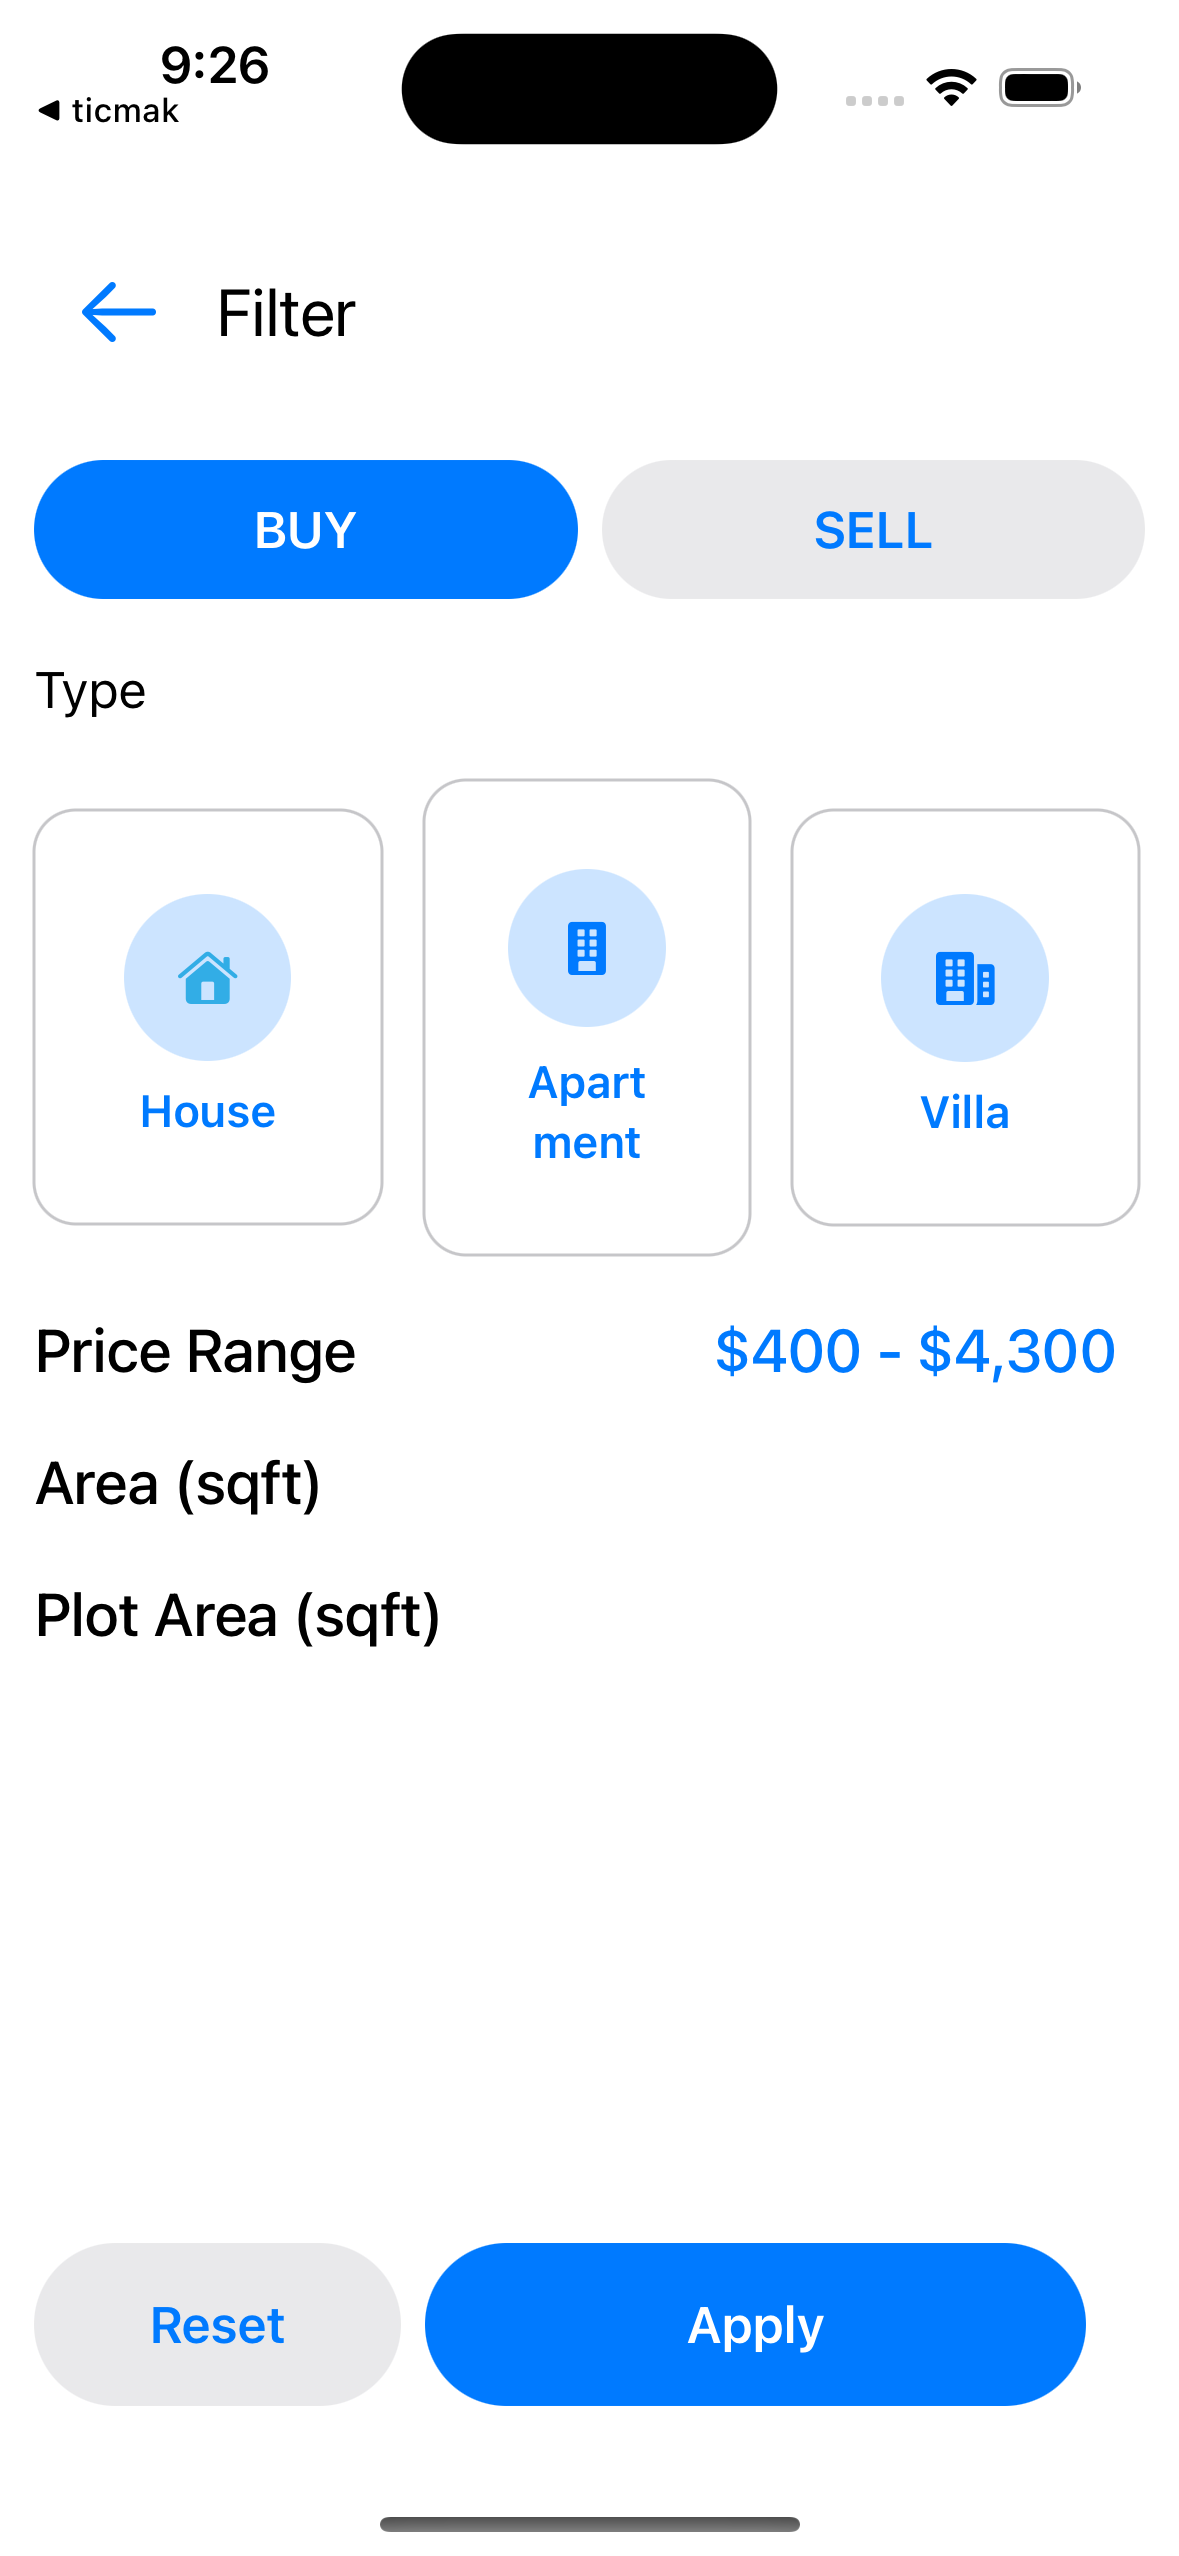 9:26
ticmak
Filter
BUY
SELL
Type
House
Apart
ment
Villa
Price Range
$400 - $4,300
Area (sqft)
Plot Area (sqft)
Reset
Apply